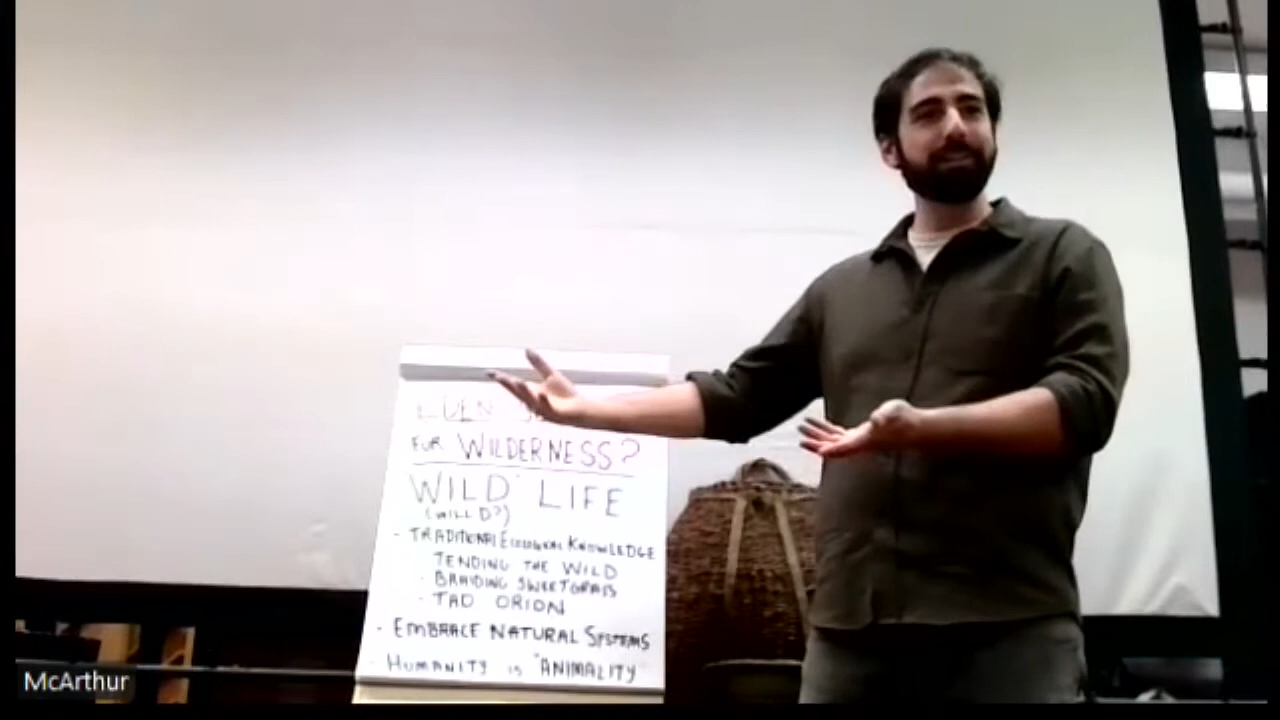 FOR WILDERNESS?
WILD LIFE
(WILL D?)
- TRADITIONAL ECOLOGICAL KNOWLEDGE
TENDING THE WILD
- BRAIDING SWEETGRASS
- TAO ORION
- EMBRACE NATURAL SYSTEMS
- HUMANITY IS "ANIMALITY"
McArthur